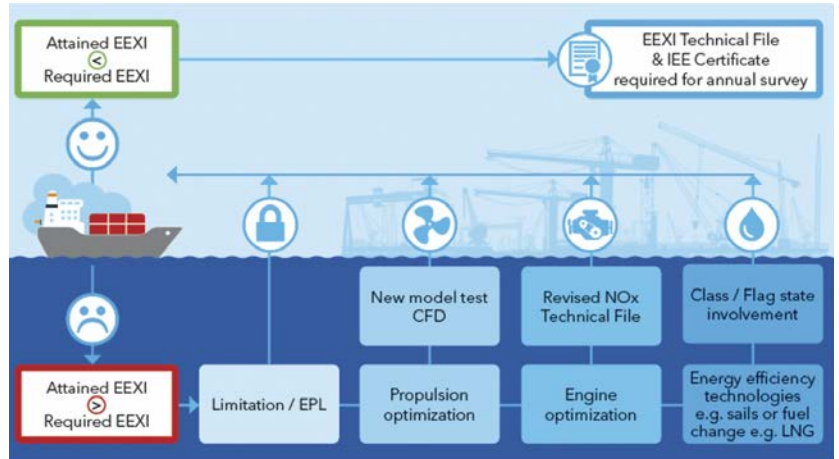 Attained EEXI
<
Required EEXI
EEXI Technical File
& IEE Certificate
required for annual survey
New model test
CFD
Revised NOx
Technical File
Class / Flag state
involvement
Attained EEXI
>
Required EEXI
Limitation / EPL
Propulsion
optimization
Engine
optimization
Energy efficiency
technologies
e.g. sails or fuel
change e.g. LNG